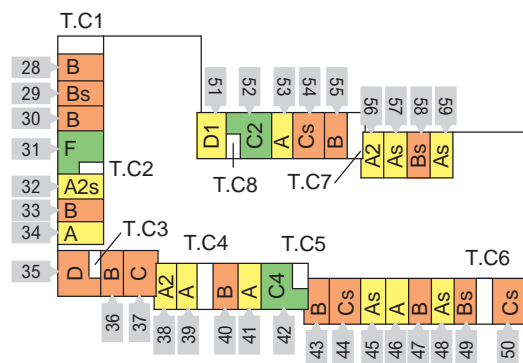 T.C1
28 B
29 Bs
30 B
31 F
T.C2
32 A2s
33 B
34 A
T.C3
35 D
B C A2 A B A C4 B Cs As A B As Bs Cs
T.C4
T.C5
T.C6
36 37 38 39 40 41 42 43 44 45 46 47 48 49 50
51 52 53 54 55 56 57 58 59
D1 C2 A Cs B A2 As Bs As
T.C8
T.C7